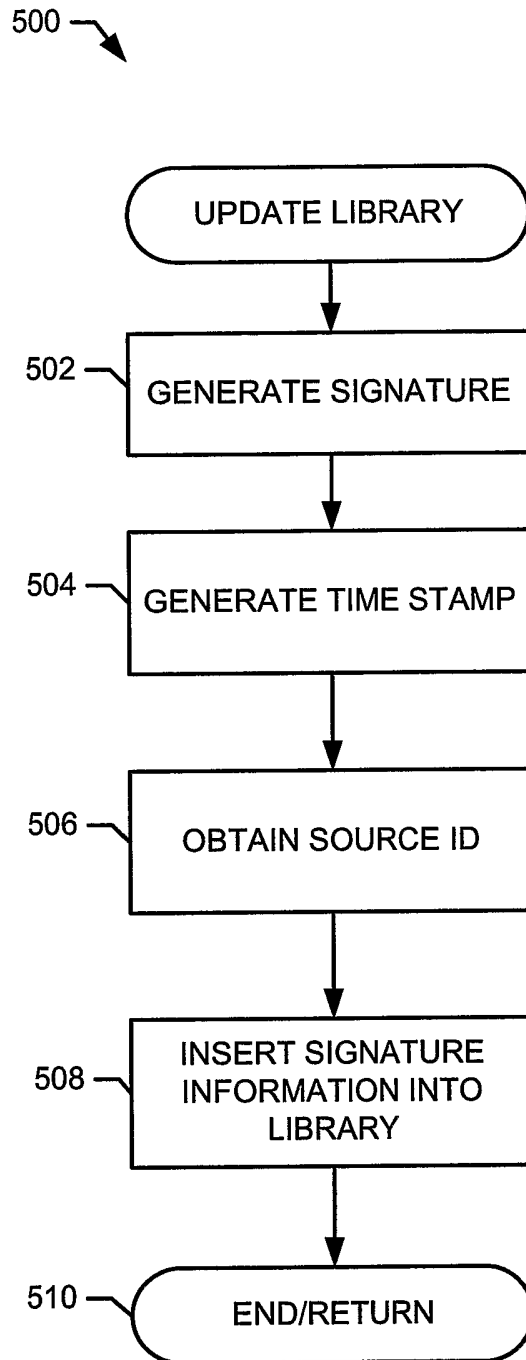 500
UPDATE LIBRARY
502
GENERATE SIGNATURE
504
GENERATE TIME STAMP
506
OBTAIN SOURCE ID
508
INSERT SIGNATURE
INFORMATION INTO
LIBRARY
510
END/RETURN